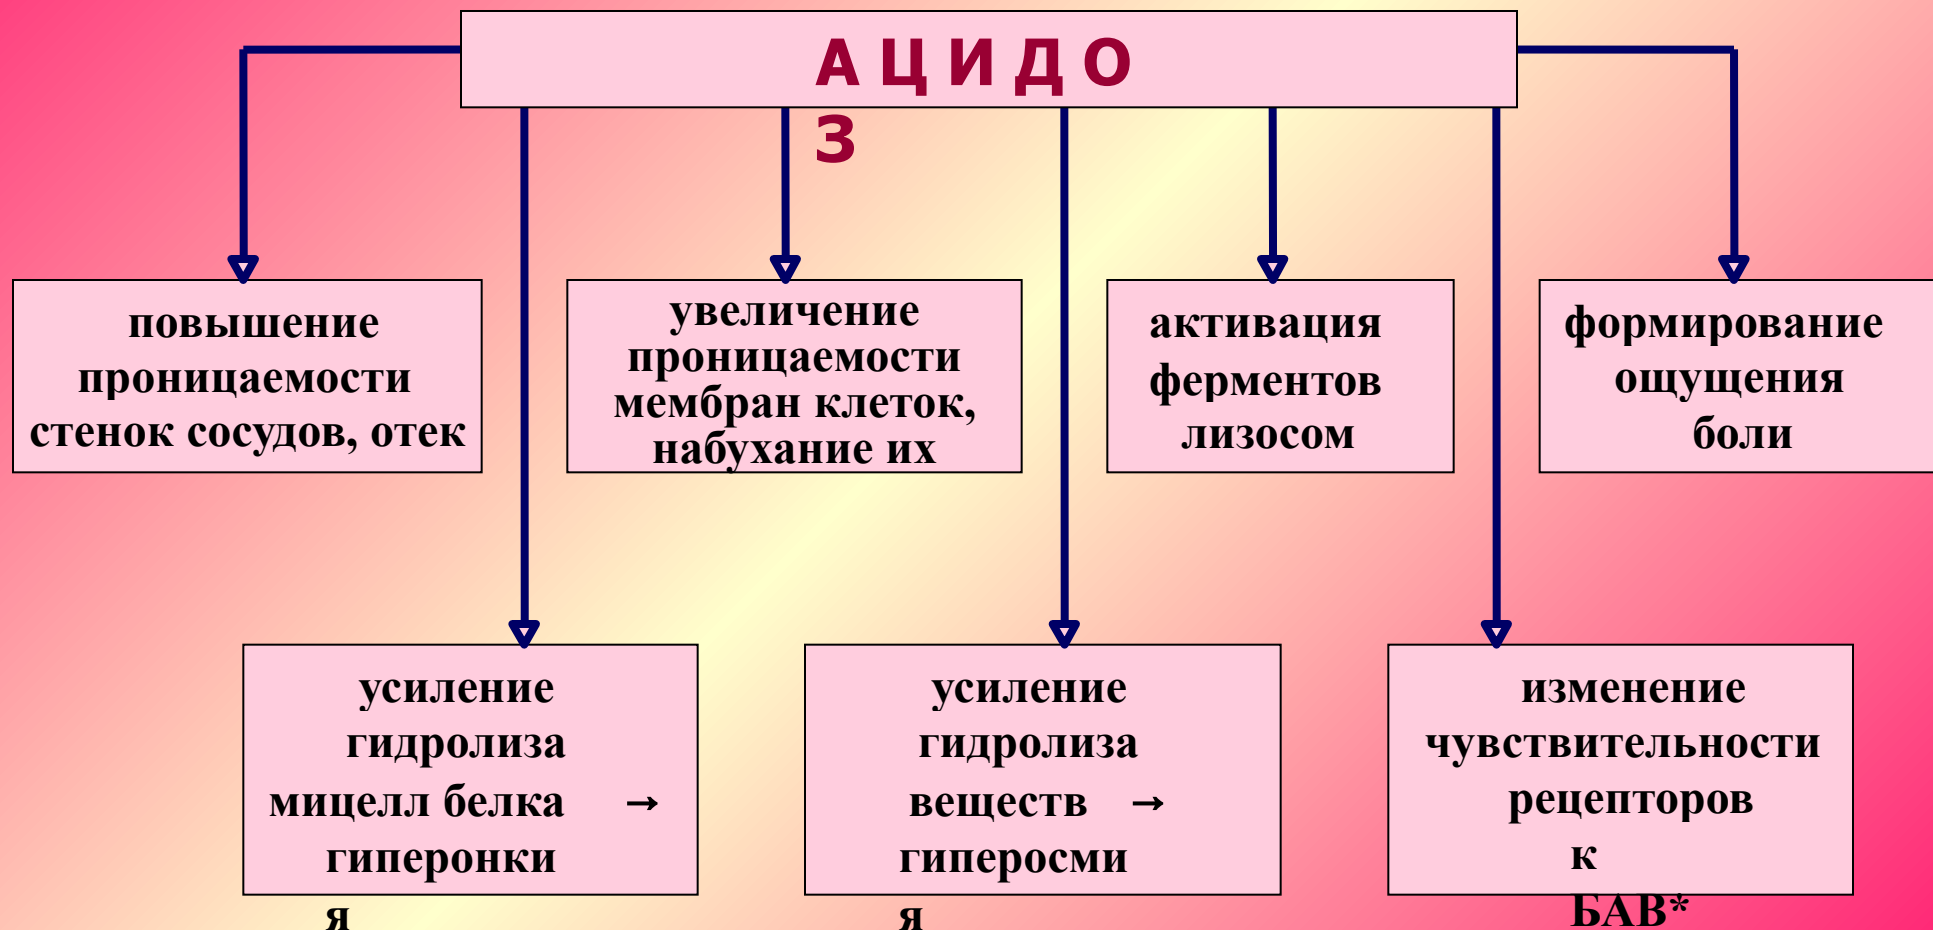 А Ц И Д О
З
повышение
проницаемости
стенок сосудов, отек
увеличение
проницаемости
мембран клеток,
набухание их
активация
ферментов
лизосом
формирование
ощущения
боли
усиление
гидролиза
мицелл белка →
гиперонки
я
усиление
гидролиза
веществ →
гиперосми
я
изменение
чувствительности
рецепторов
к
БАВ*